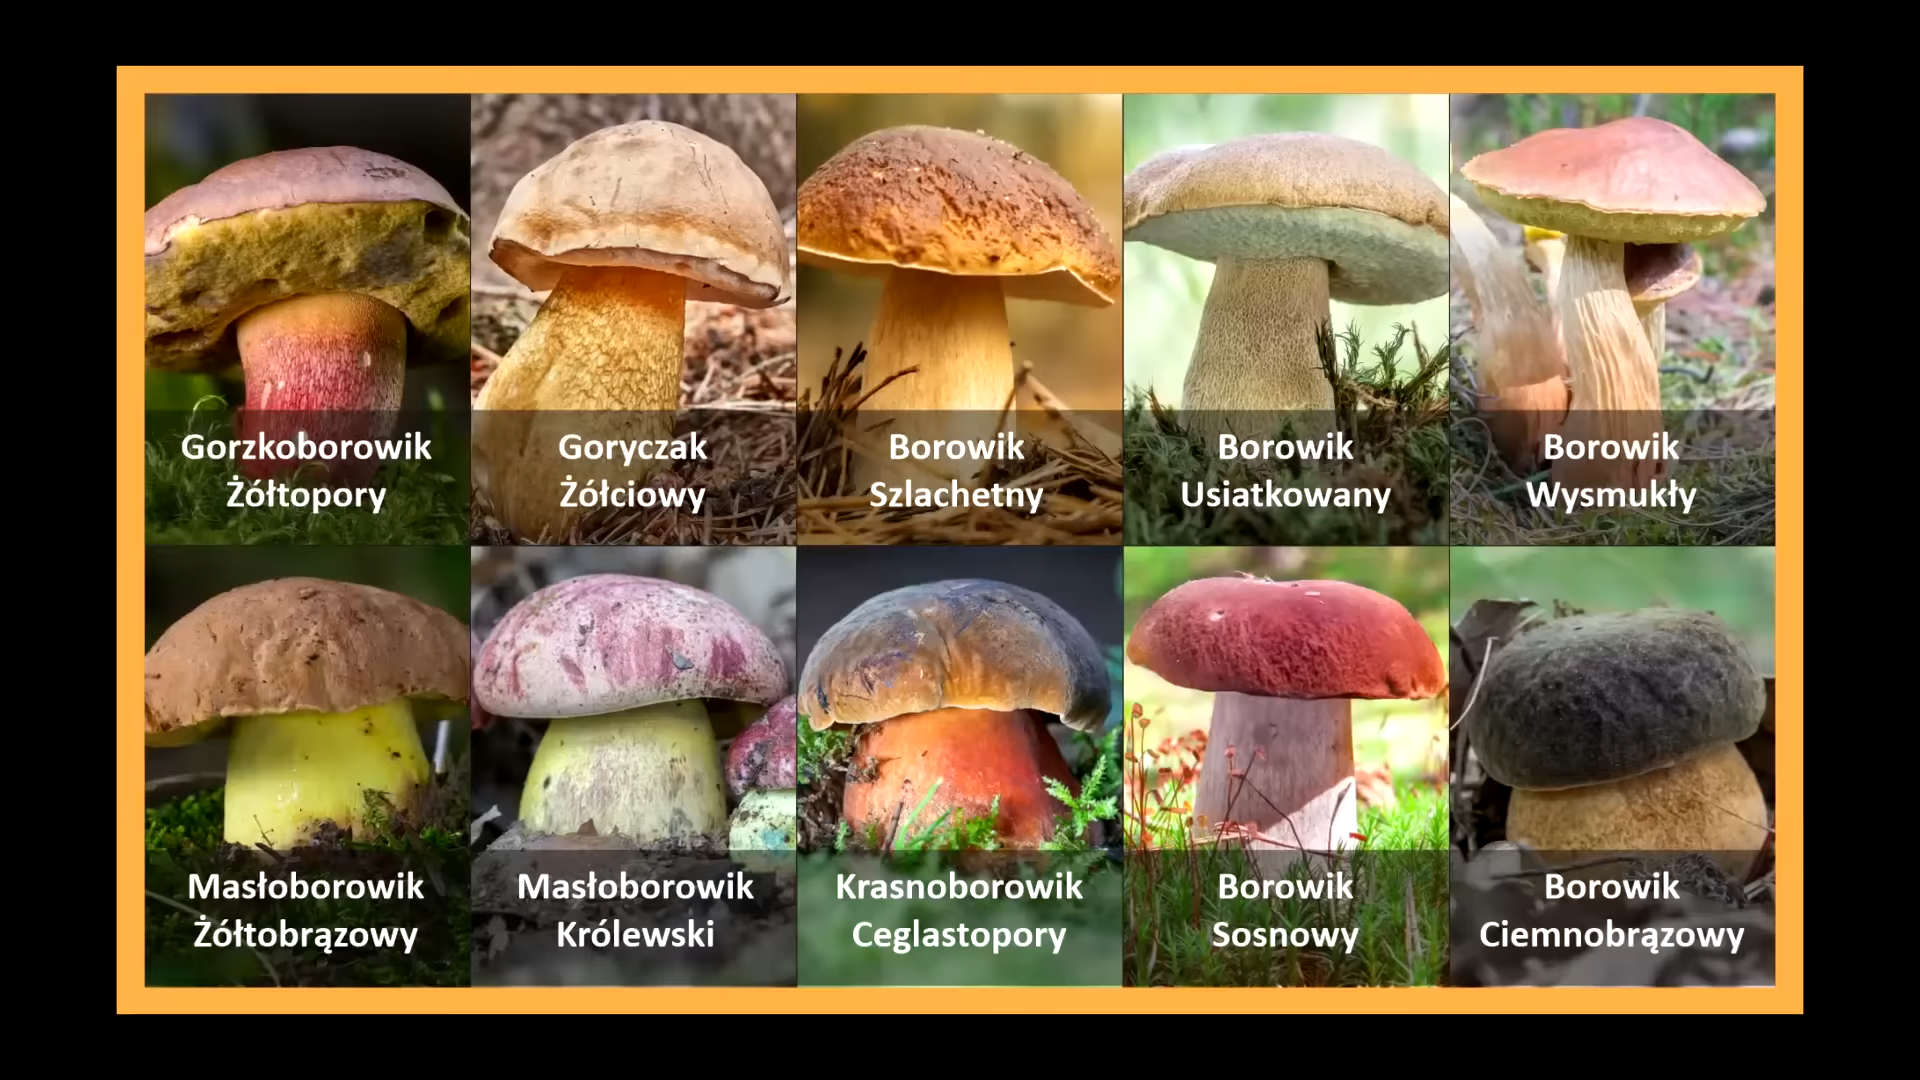 Gorzkoborowik
Żółtopory
Goryczak
Żółciowy
Borowik
Szlachetny
Borowik
Usiatkowany
Borowik
Wysmukły
Masłoborowik
Żółtobrązowy
Masłoborowik
Królewski
Krasnoborowik
Ceglastopory
Borowik
Sosnowy
Borowik
Ciemnobrązowy